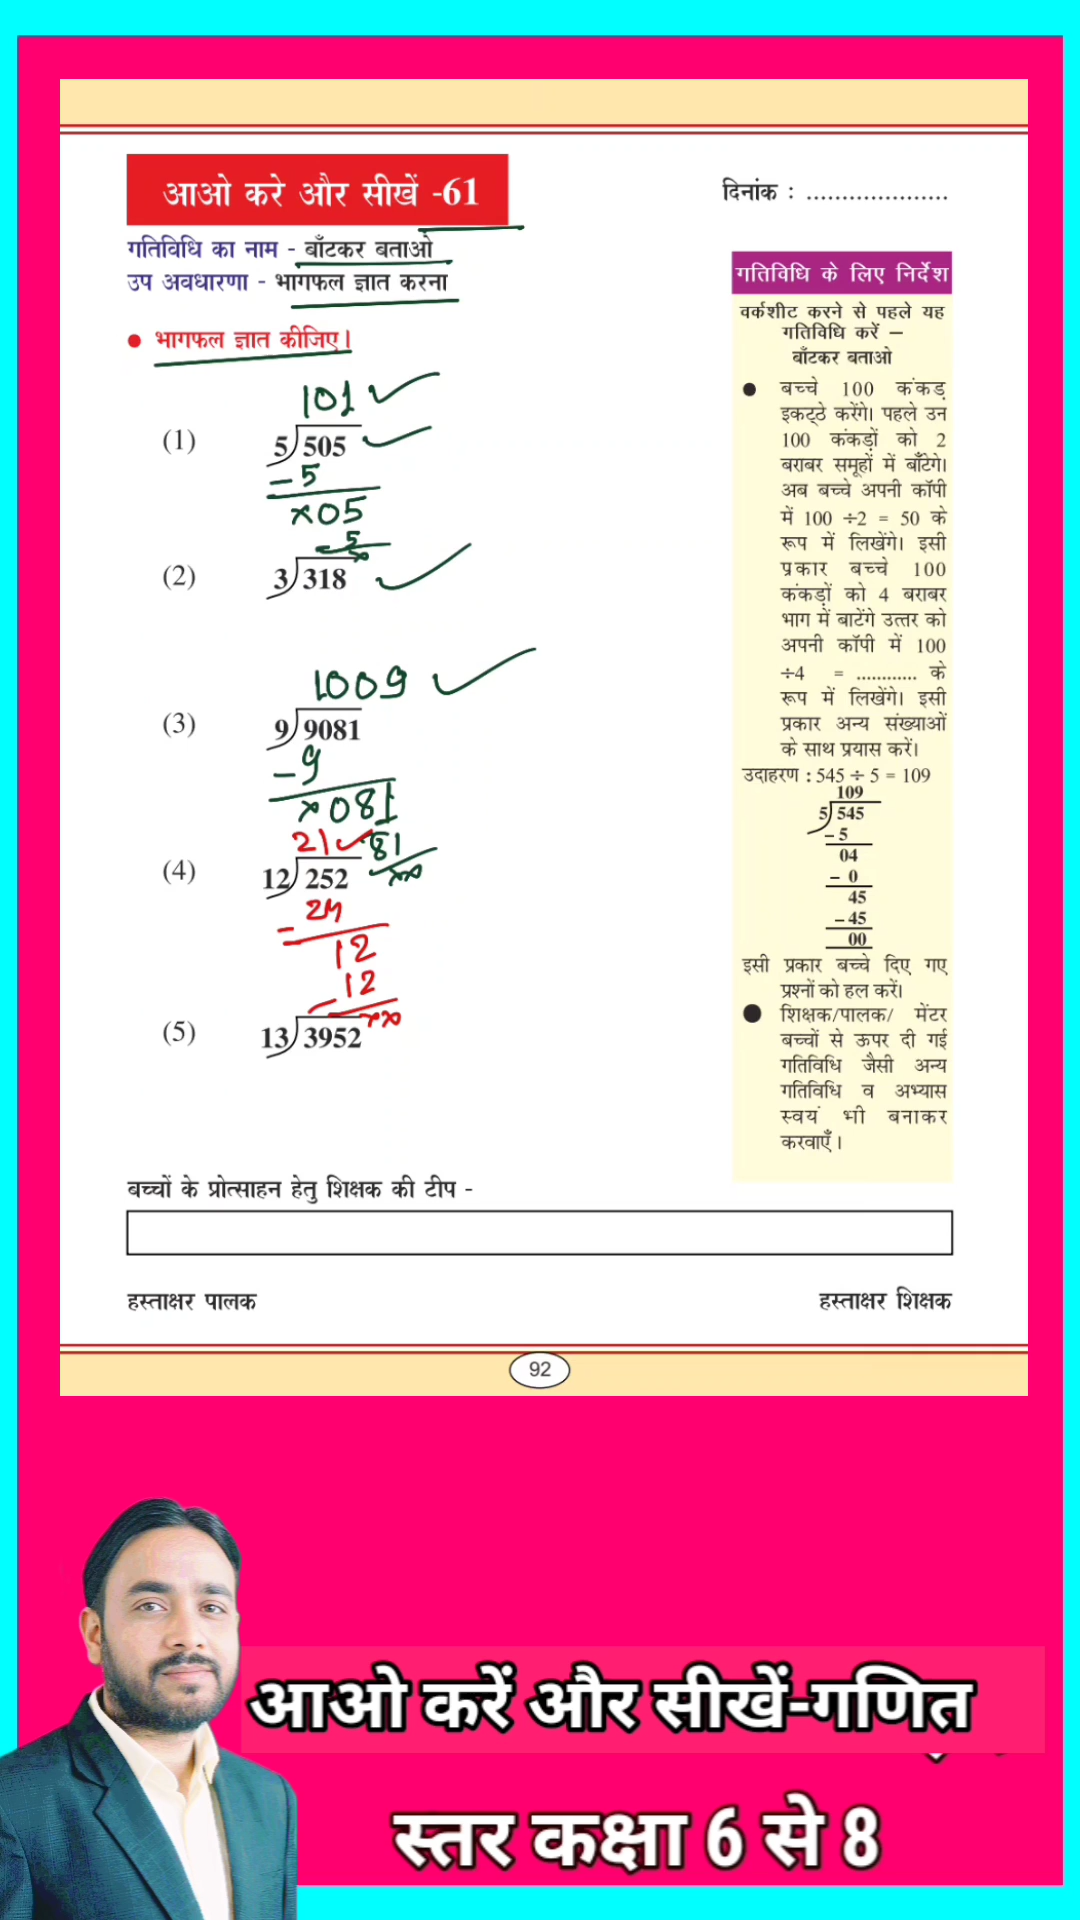 आओ करे और सीखें -61
दिनांक : ....................
गतिविधि का नाम - बाँटकर बताओ
उप अवधारणा - भागफल ज्ञात करना
● भागफल ज्ञात कीजिए।
101
(1) 5)505
-5
×05
5
×
(2) 3)318
1009
(3) 9)9081
-9
×081
81
××
21
(4) 12)252
-24
12
-12
××
(5) 13)3952
गतिविधि के लिए निर्देश
वर्कशीट करने से पहले यह
गतिविधि करें –
बाँटकर बताओ
● बच्चे 100 कंकड़
इकट्ठे करेंगे। पहले उन
100 कंकड़ों को 2
बराबर समूहों में बाँटेगे।
अब बच्चे अपनी कॉपी
में 100 ÷2 = 50 के
रूप में लिखेंगे। इसी
प्रकार बच्चे 100
कंकड़ों को 4 बराबर
भाग में बाटेंगे उत्तर को
अपनी कॉपी में 100
÷4 = ............ के
रूप में लिखेंगे। इसी
प्रकार अन्य संख्याओं
के साथ प्रयास करें।
उदाहरण : 545 ÷ 5 = 109
109
5)545
-5
04
- 0
45
-45
00
इसी प्रकार बच्चे दिए गए
प्रश्नों को हल करें।
● शिक्षक/पालक/ मेंटर
बच्चों से ऊपर दी गई
गतिविधि जैसी अन्य
गतिविधि व अभ्यास
स्वयं भी बनाकर
करवाएँ।
बच्चों के प्रोत्साहन हेतु शिक्षक की टीप -
हस्ताक्षर पालक
हस्ताक्षर शिक्षक
92
आओ करें और सीखें-गणित
स्तर कक्षा 6 से 8